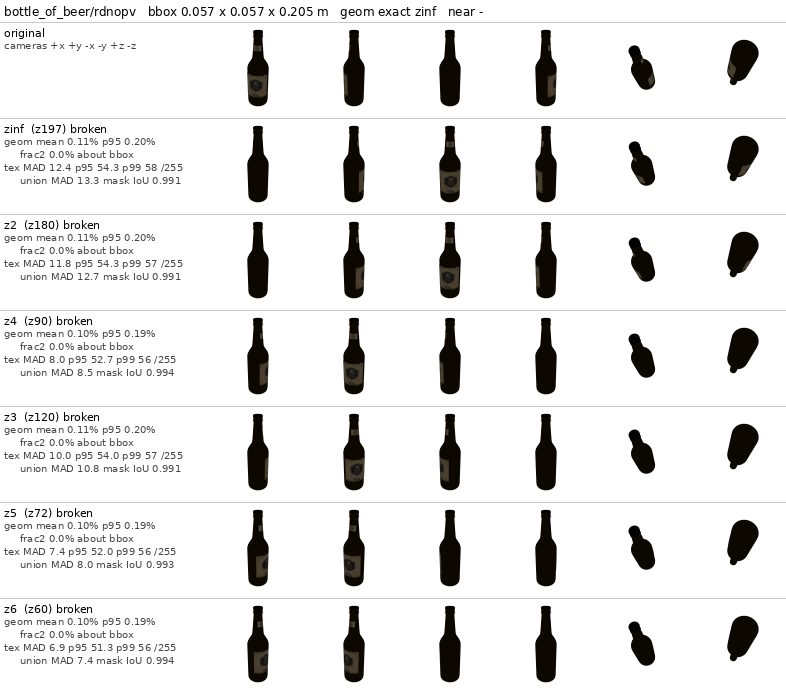 bottle_of_beer/rdnopv bbox 0.057 x 0.057 x 0.205 m geom exact zinf near -
original
cameras +x +y -x -y +z -z
zinf (z197) broken
geom mean 0.11% p95 0.20%
frac2 0.0% about bbox
tex MAD 12.4 p95 54.3 p99 58 /255
union MAD 13.3 mask IoU 0.991
z2 (z180) broken
geom mean 0.11% p95 0.20%
frac2 0.0% about bbox
tex MAD 11.8 p95 54.3 p99 57 /255
union MAD 12.7 mask IoU 0.991
z4 (z90) broken
geom mean 0.10% p95 0.19%
frac2 0.0% about bbox
tex MAD 8.0 p95 52.7 p99 56 /255
union MAD 8.5 mask IoU 0.994
z3 (z120) broken
geom mean 0.11% p95 0.20%
frac2 0.0% about bbox
tex MAD 10.0 p95 54.0 p99 57 /255
union MAD 10.8 mask IoU 0.991
z5 (z72) broken
geom mean 0.10% p95 0.19%
frac2 0.0% about bbox
tex MAD 7.4 p95 52.0 p99 56 /255
union MAD 8.0 mask IoU 0.993
z6 (z60) broken
geom mean 0.10% p95 0.19%
frac2 0.0% about bbox
tex MAD 6.9 p95 51.3 p99 56 /255
union MAD 7.4 mask IoU 0.994